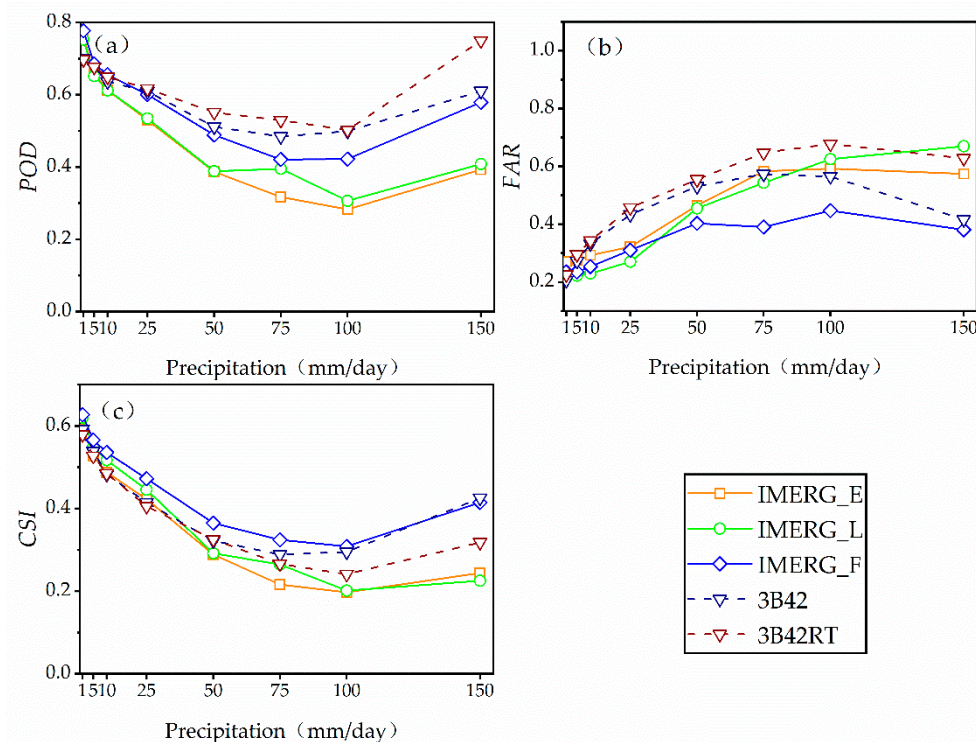 0.8
0.6
0.4
0.2
0.0
POD
(a)
1 5 10 25 50 75 100 150
Precipitation (mm/day)
1.0
0.8
0.6
0.4
0.2
FAR
(b)
1 5 10 25 50 75 100 150
Precipitation (mm/day)
0.6
0.4
0.2
0.0
CSI
(c)
1 5 10 25 50 75 100 150
Precipitation (mm/day)
IMERG_E
IMERG_L
IMERG_F
3B42
3B42RT